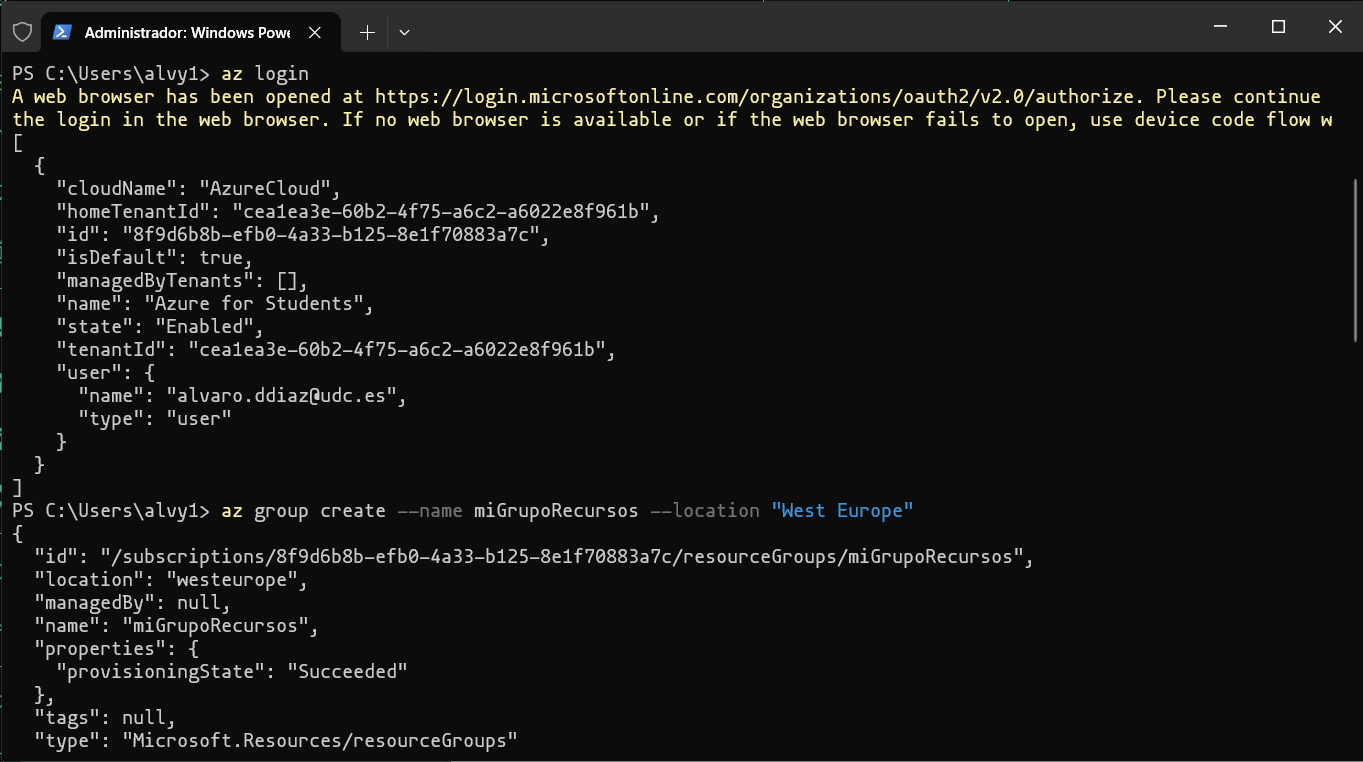 Administrador: Windows Powe
PS C:\Users\alvy1> az login
A web browser has been opened at https://login.microsoftonline.com/organizations/oauth2/v2.0/authorize. Please continue
the login in the web browser. If no web browser is available or if the web browser fails to open, use device code flow w
[
  {
    "cloudName": "AzureCloud",
    "homeTenantId": "cea1ea3e-60b2-4f75-a6c2-a6022e8f961b",
    "id": "8f9d6b8b-efb0-4a33-b125-8e1f70883a7c",
    "isDefault": true,
    "managedByTenants": [],
    "name": "Azure for Students",
    "state": "Enabled",
    "tenantId": "cea1ea3e-60b2-4f75-a6c2-a6022e8f961b",
    "user": {
      "name": "alvaro.ddiaz@udc.es",
      "type": "user"
    }
  }
]
PS C:\Users\alvy1> az group create --name miGrupoRecursos --location "West Europe"
{
  "id": "/subscriptions/8f9d6b8b-efb0-4a33-b125-8e1f70883a7c/resourceGroups/miGrupoRecursos",
  "location": "westeurope",
  "managedBy": null,
  "name": "miGrupoRecursos",
  "properties": {
    "provisioningState": "Succeeded"
  },
  "tags": null,
  "type": "Microsoft.Resources/resourceGroups"